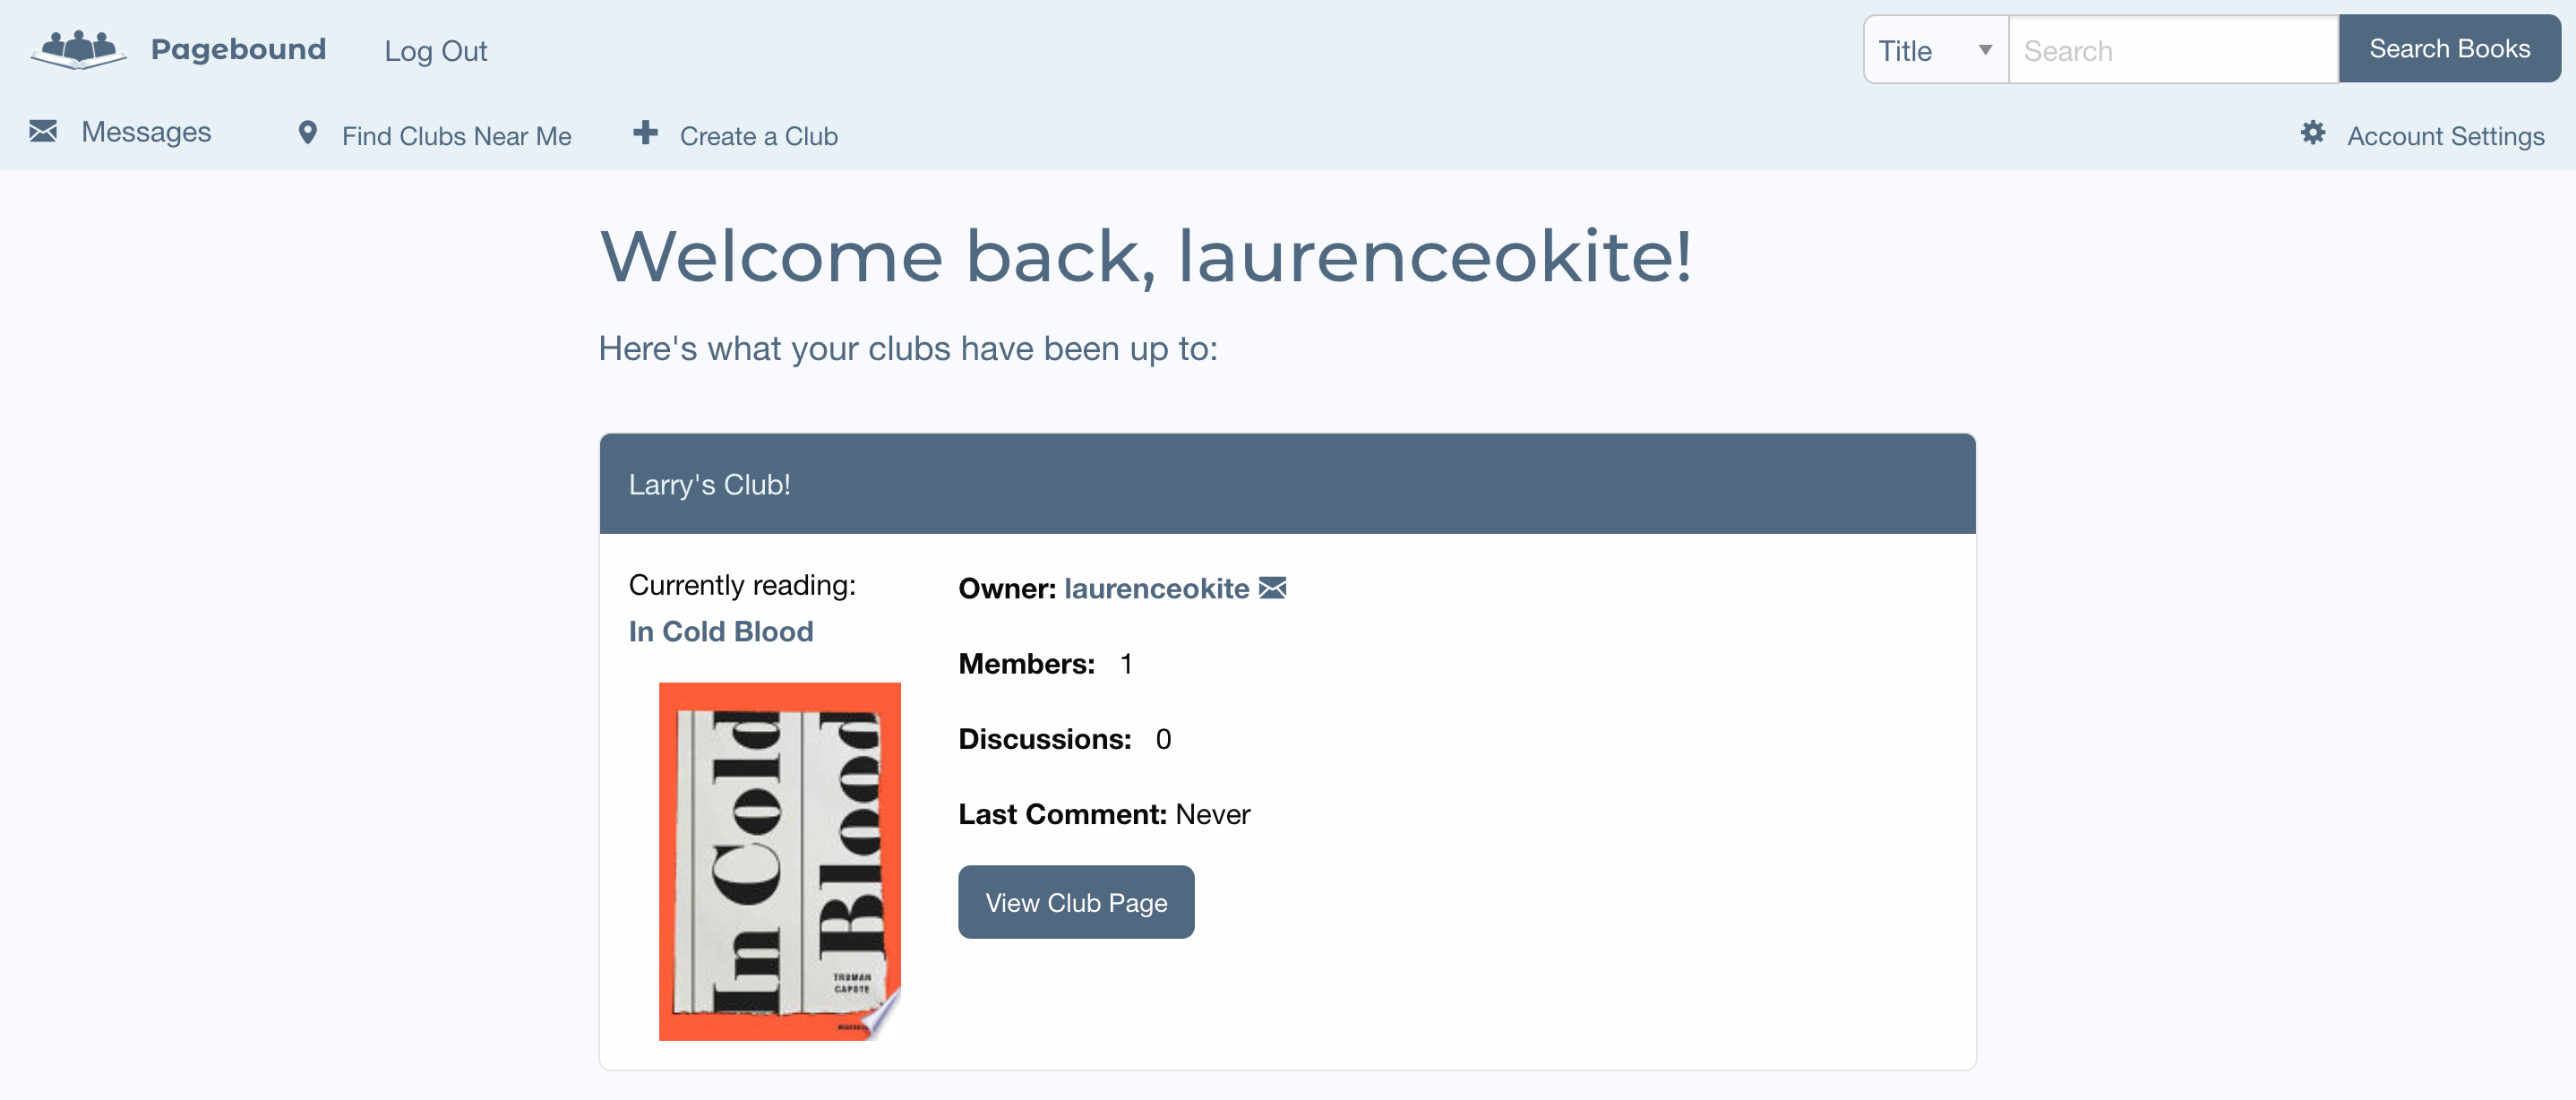 Pagebound Log Out Title Search Search Books
Messages Find Clubs Near Me Create a Club Account Settings
Welcome back, laurenceokite!
Here's what your clubs have been up to:
Larry's Club!
Currently reading:
In Cold Blood
In Cold
Blood
TRUMAN
CAPOTE
Owner: laurenceokite
Members: 1
Discussions: 0
Last Comment: Never
View Club Page